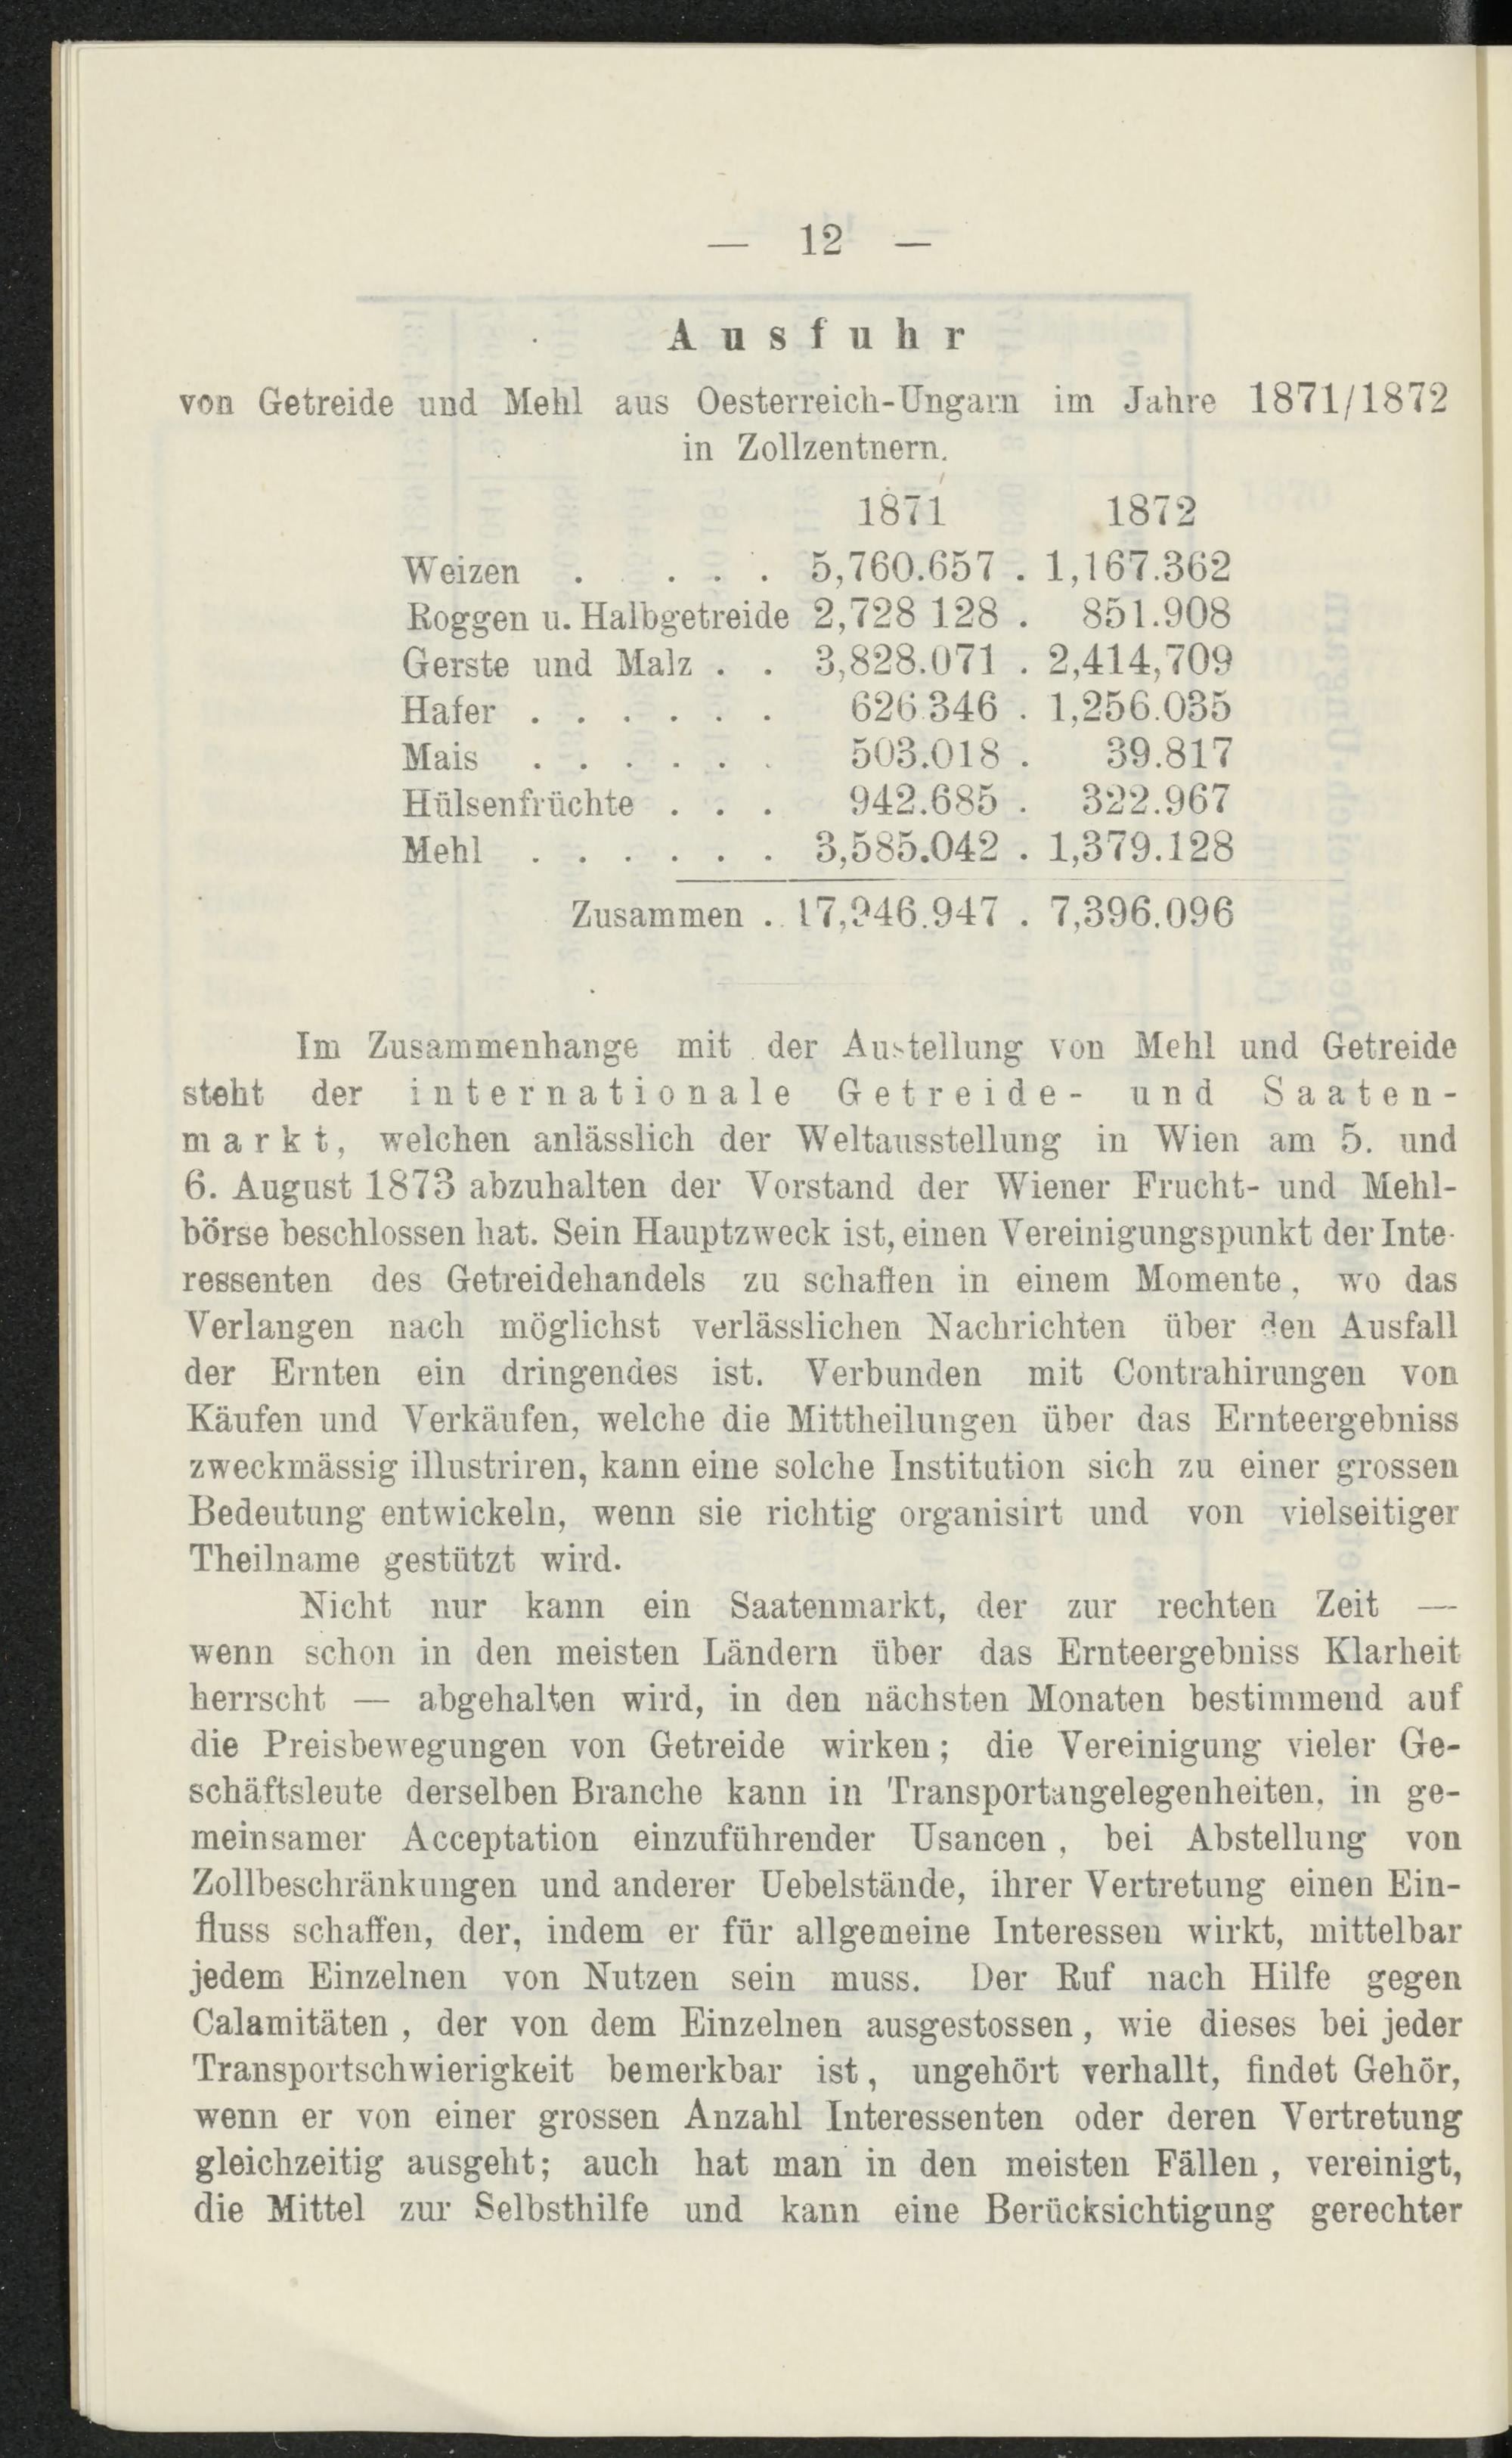 — 12 —
Ausfuhr
von Getreide und Mehl aus Oesterreich-Ungarn im Jahre 1871/1872
in Zollzentnern.
1871 1872
Weizen . . . . . 5,760.657 . 1,167.362
Roggen u. Halbgetreide 2,728 128 . 851.908
Gerste und Malz . . 3,828.071 . 2,414,709
Hafer . . . . . . 626.346 . 1,256.035
Mais . . . . . . 503.018 . 39.817
Hülsenfrüchte . . . 942.685 . 322.967
Mehl . . . . . . 3,585.042 . 1,379.128
Zusammen . . 17,946.947 . 7,396.096
Im Zusammenhange mit der Austellung von Mehl und Getreide
steht der internationale Getreide- und Saaten-
markt, welchen anlässlich der Weltausstellung in Wien am 5. und
6. August 1873 abzuhalten der Vorstand der Wiener Frucht- und Mehl-
börse beschlossen hat. Sein Hauptzweck ist, einen Vereinigungspunkt der Inte-
ressenten des Getreidehandels zu schaffen in einem Momente, wo das
Verlangen nach möglichst verlässlichen Nachrichten über den Ausfall
der Ernten ein dringendes ist. Verbunden mit Contrahirungen von
Käufen und Verkäufen, welche die Mittheilungen über das Ernteergebniss
zweckmässig illustriren, kann eine solche Institution sich zu einer grossen
Bedeutung entwickeln, wenn sie richtig organisirt und von vielseitiger
Theilname gestützt wird.
Nicht nur kann ein Saatenmarkt, der zur rechten Zeit —
wenn schon in den meisten Ländern über das Ernteergebniss Klarheit
herrscht — abgehalten wird, in den nächsten Monaten bestimmend auf
die Preisbewegungen von Getreide wirken; die Vereinigung vieler Ge-
schäftsleute derselben Branche kann in Transportangelegenheiten, in ge-
meinsamer Acceptation einzuführender Usancen, bei Abstellung von
Zollbeschränkungen und anderer Uebelstände, ihrer Vertretung einen Ein-
fluss schaffen, der, indem er für allgemeine Interessen wirkt, mittelbar
jedem Einzelnen von Nutzen sein muss. Der Ruf nach Hilfe gegen
Calamitäten, der von dem Einzelnen ausgestossen, wie dieses bei jeder
Transportschwierigkeit bemerkbar ist, ungehört verhallt, findet Gehör,
wenn er von einer grossen Anzahl Interessenten oder deren Vertretung
gleichzeitig ausgeht; auch hat man in den meisten Fällen, vereinigt,
die Mittel zur Selbsthilfe und kann eine Berücksichtigung gerechter